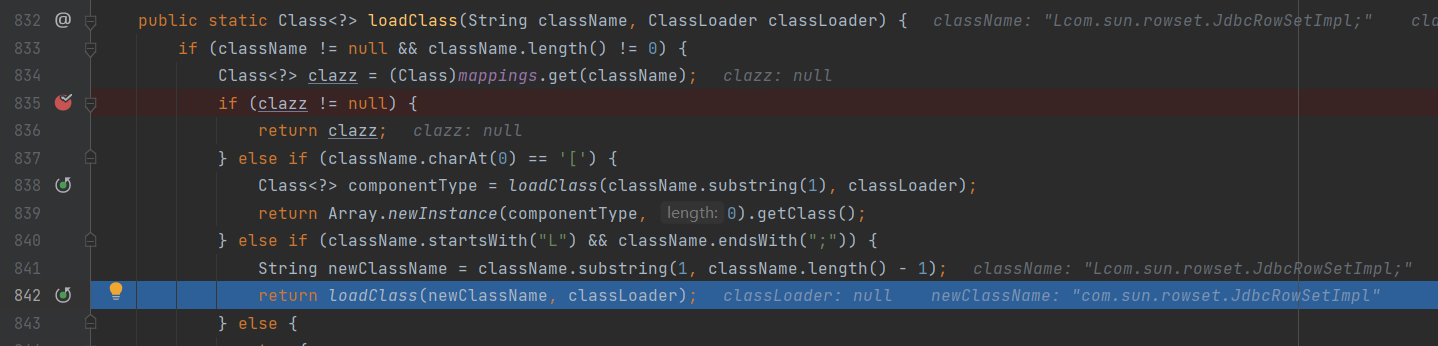 832 @ public static Class<?> loadClass(String className, ClassLoader classLoader) { className: "Lcom.sun.rowset.JdbcRowSetImpl;" cla
833 if (className != null && className.length() != 0) {
834 Class<?> clazz = (Class)mappings.get(className); clazz: null
835 if (clazz != null) {
836 return clazz; clazz: null
837 } else if (className.charAt(0) == '[') {
838 Class<?> componentType = loadClass(className.substring(1), classLoader);
839 return Array.newInstance(componentType, length: 0).getClass();
840 } else if (className.startsWith("L") && className.endsWith(";")) {
841 String newClassName = className.substring(1, className.length() - 1); className: "Lcom.sun.rowset.JdbcRowSetImpl;"
842 return loadClass(newClassName, classLoader); classLoader: null newClassName: "com.sun.rowset.JdbcRowSetImpl"
843 } else {